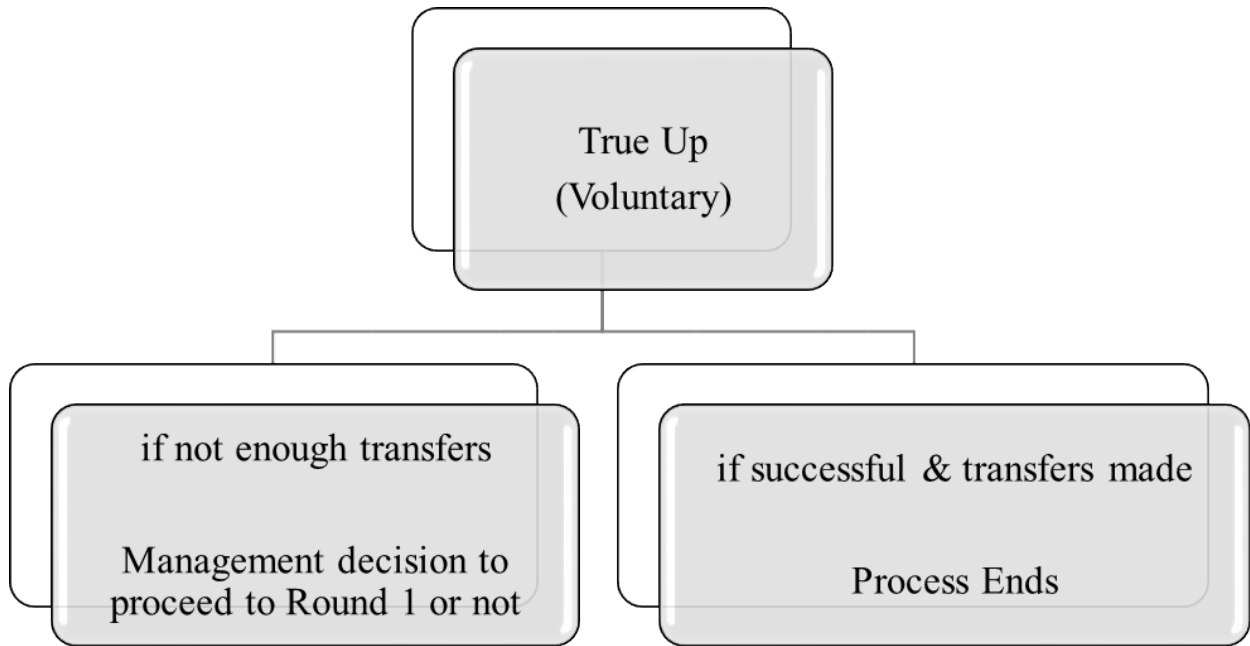 True Up
(Voluntary)
if not enough transfers
Management decision to
proceed to Round 1 or not
if successful & transfers made
Process Ends